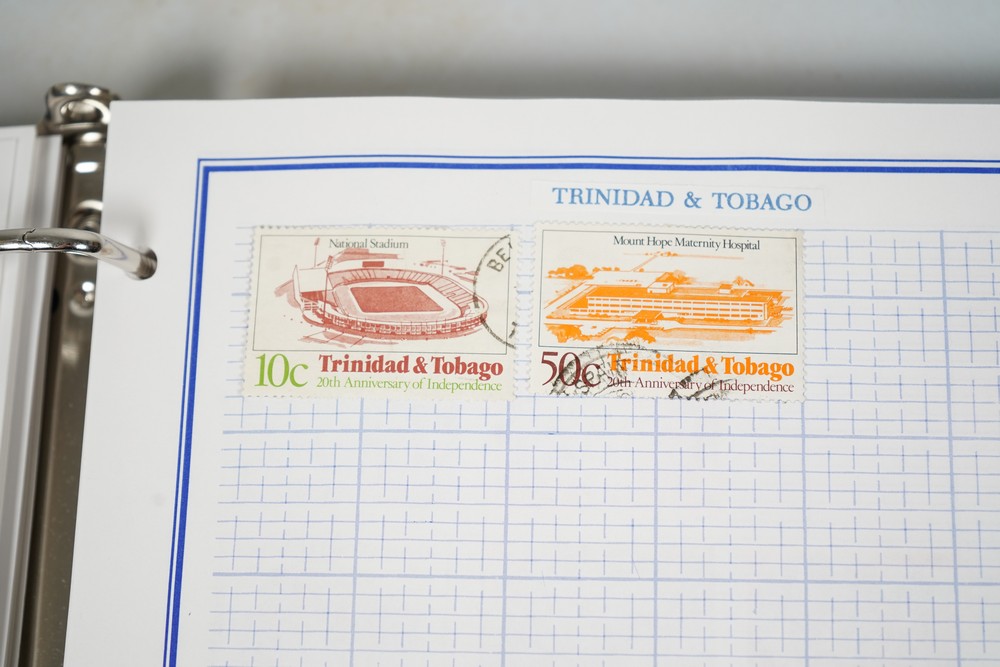 TRINIDAD & TOBAGO
National Stadium
10c Trinidad & Tobago
20th Anniversary of Independence
Mount Hope Maternity Hospital
50c Trinidad & Tobago
20th Anniversary of Independence